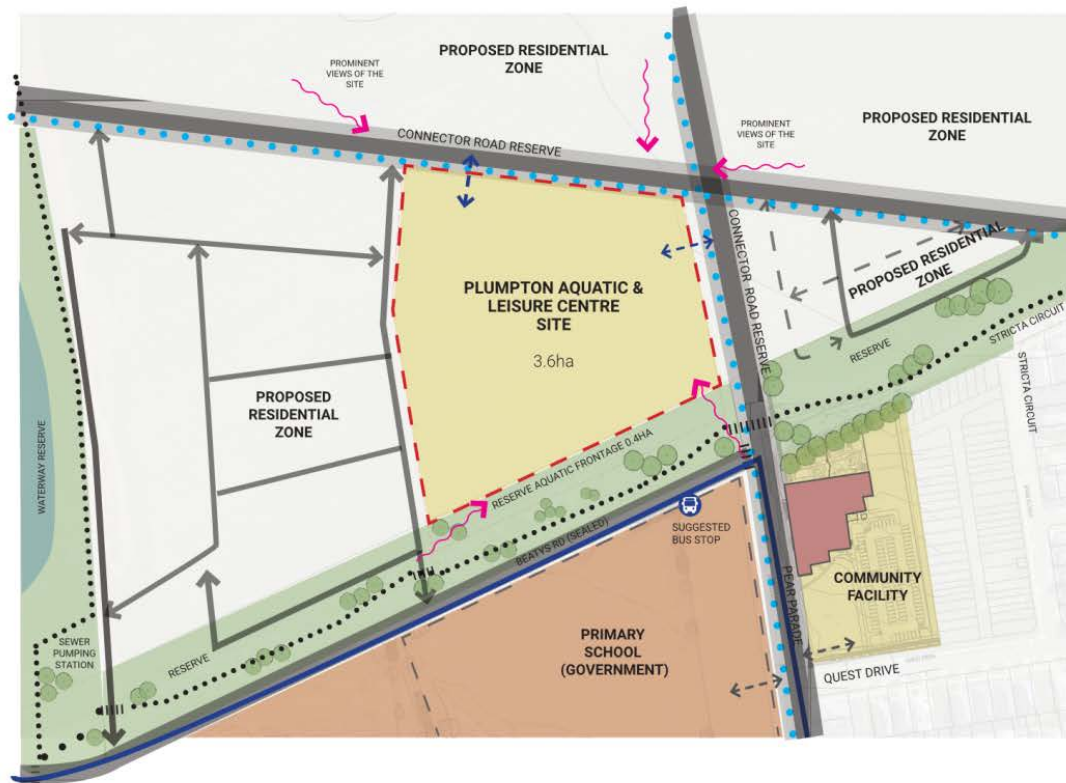 PROPOSED RESIDENTIAL
ZONE
PROMINENT
VIEWS OF THE
SITE
PROMINENT
VIEWS OF THE
SITE
PROPOSED RESIDENTIAL
ZONE
CONNECTOR ROAD RESERVE
CONNECTOR ROAD RESERVE
PROPOSED RESIDENTIAL
ZONE
PLUMPTON AQUATIC &
LEISURE CENTRE
SITE
3.6ha
STRICTA CIRCUIT
RESERVE
STRICTA CIRCUIT
PROPOSED
RESIDENTIAL
ZONE
WATERWAY RESERVE
RESERVE AQUATIC FRONTAGE 0.4HA
BEATYS RD (SEALED)
SUGGESTED
BUS STOP
COMMUNITY
FACILITY
PEAR PARADE
PRIMARY
SCHOOL
(GOVERNMENT)
SEWER
PUMPING
STATION
RESERVE
QUEST DRIVE